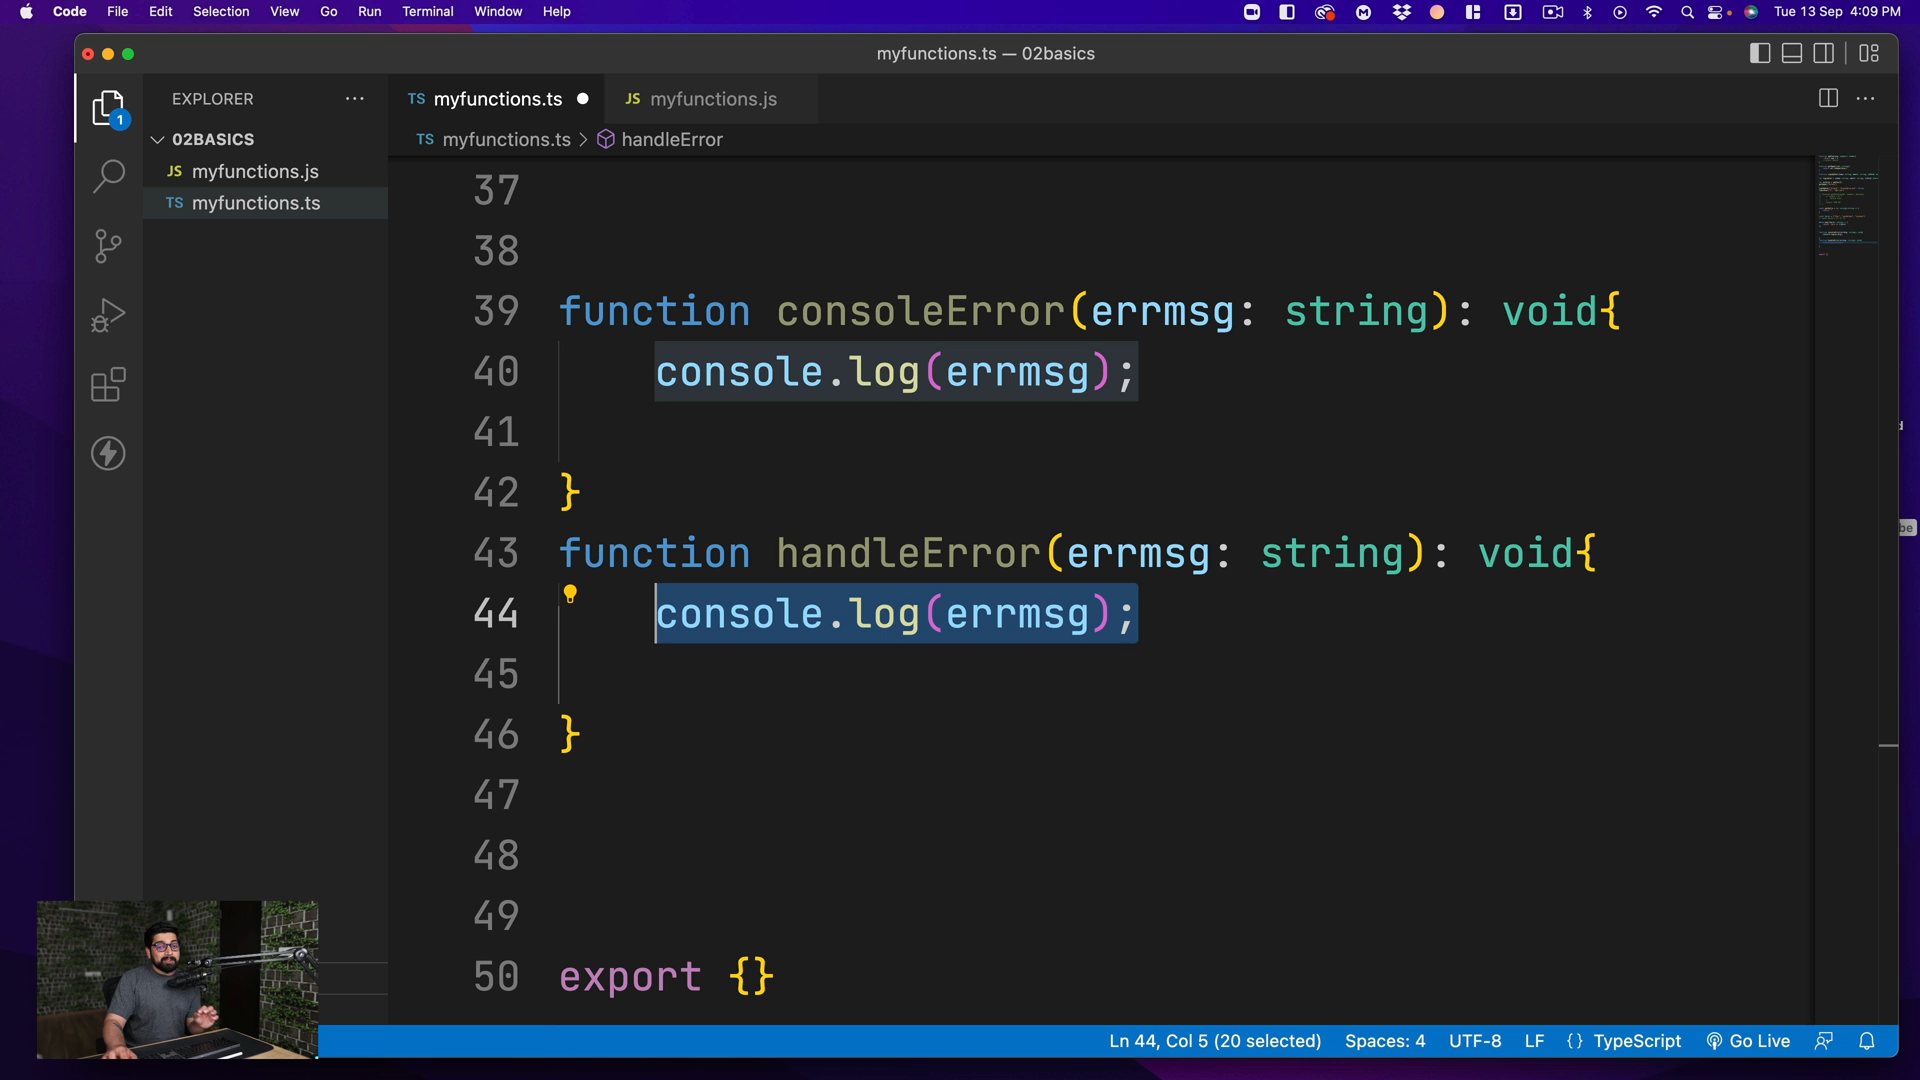 Code File Edit Selection View Go Run Terminal Window Help Tue 13 Sep 4:09 PM
myfunctions.ts — 02basics
EXPLORER
TS myfunctions.ts JS myfunctions.js
1
02BASICS
TS myfunctions.ts > handleError
JS myfunctions.js
TS myfunctions.ts
37
38
39 function consoleError(errmsg: string): void{
40 console.log(errmsg);
41
42 }
43 function handleError(errmsg: string): void{
44 console.log(errmsg);
45
46 }
47
48
49
50 export {}
be
Ln 44, Col 5 (20 selected) Spaces: 4 UTF-8 LF {} TypeScript Go Live